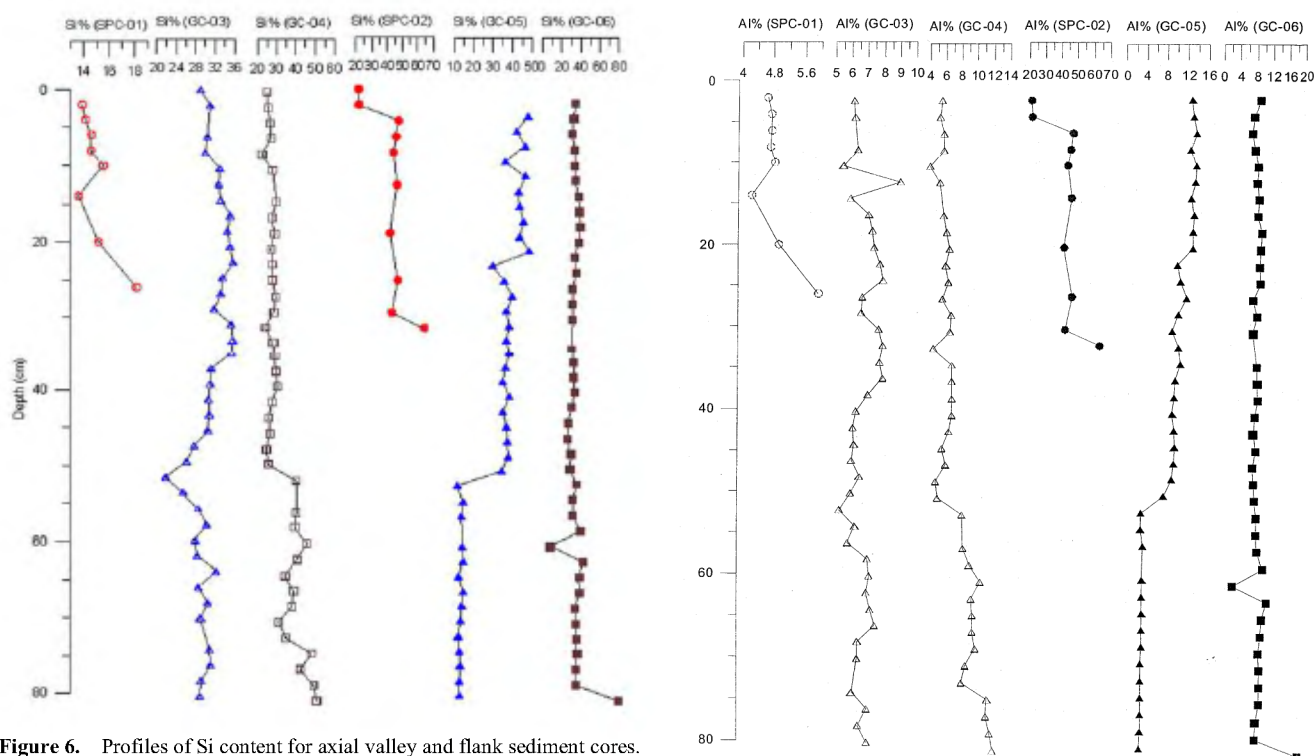 Si% (SPC-01) Si% (GC-03) Si% (GC-04) Si% (SPC-02) Si% (GC-05) Si% (GC-06)
14 16 18 20 24 28 32 36 20 30 40 50 60 20 30 40 50 60 70 10 20 30 40 50 0 20 40 60 80
0
20
40
60
80
Depth (cm)
Al% (SPC-01) Al% (GC-03) Al% (GC-04) Al% (SPC-02) Al% (GC-05) Al% (GC-06)
4 4.8 5.6 5 6 7 8 9 10 4 6 8 10 12 14 20 30 40 50 60 70 0 4 8 12 16 0 4 8 12 16 20
0
20
40
60
80
Figure 6. Profiles of Si content for axial valley and flank sediment cores.